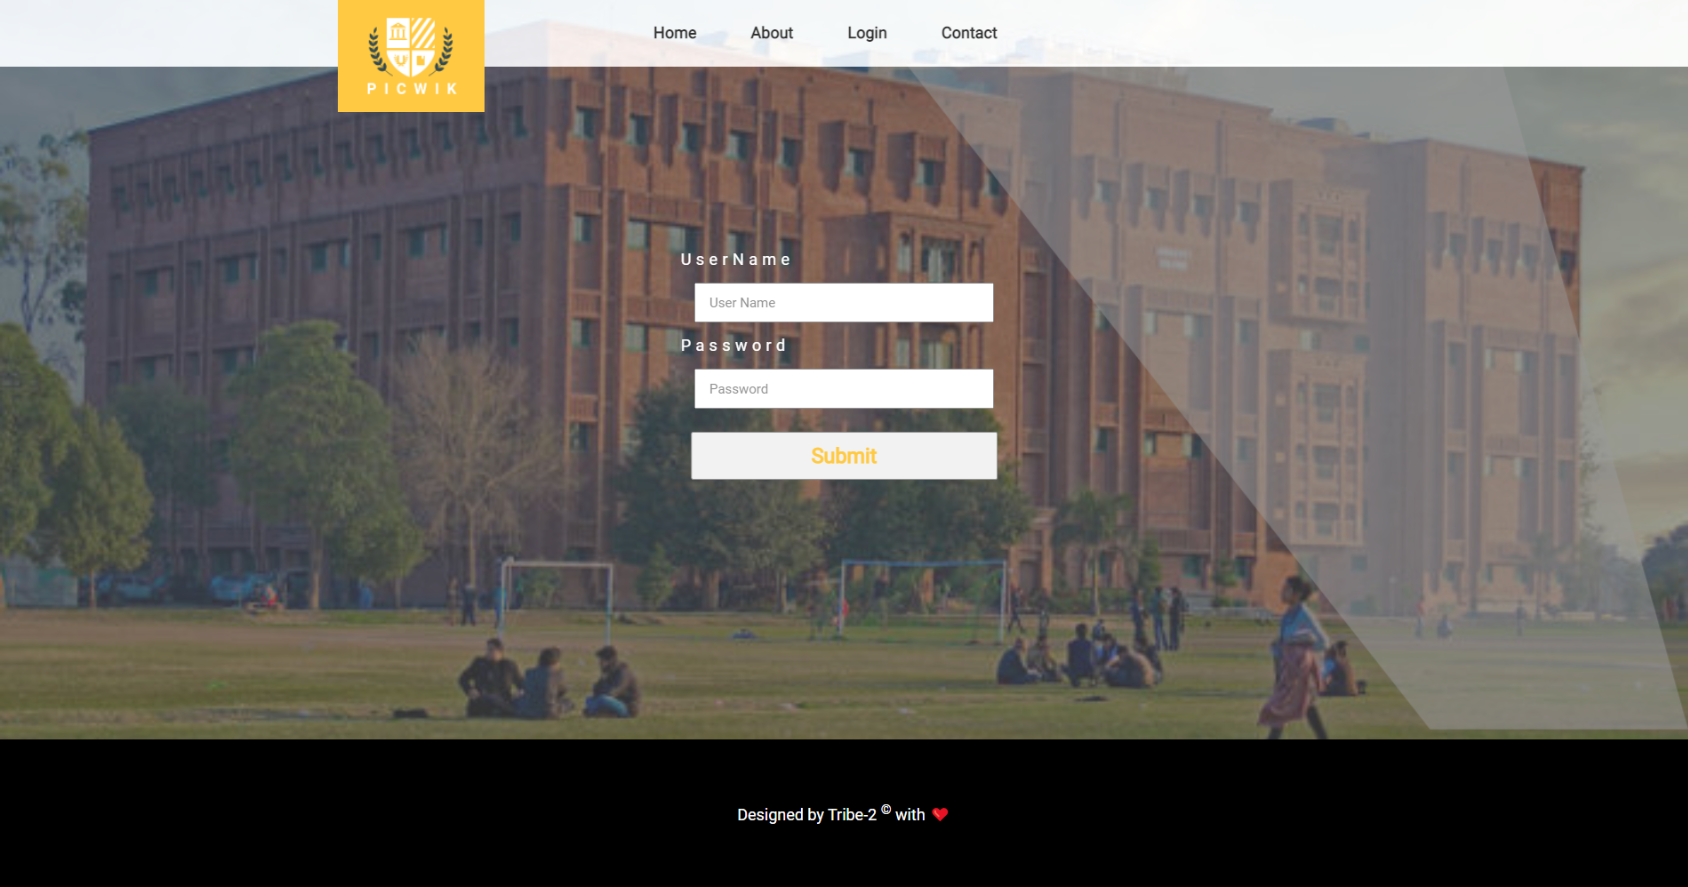 Home About Login Contact
PICWIK
UserName
User Name
Password
Password
Submit
Designed by Tribe-2 © with ❤